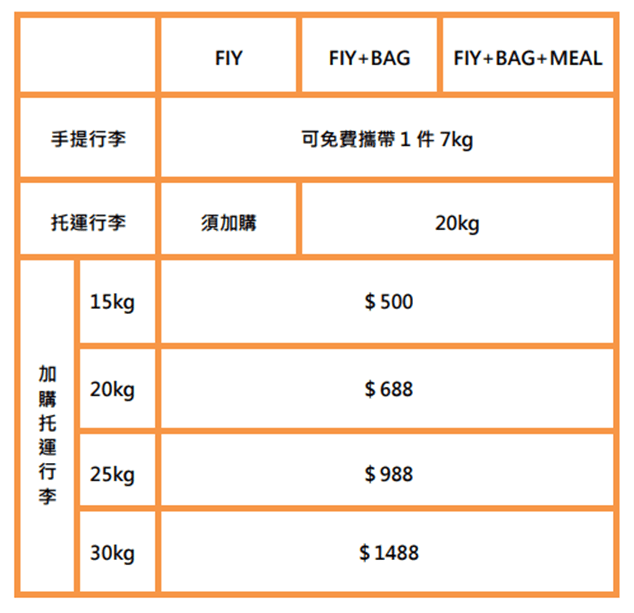 FIY FIY+BAG FIY+BAG+MEAL
手提行李 可免費攜帶 1 件 7kg
托運行李 須加購 20kg
加購托運行李
15kg $500
20kg $688
25kg $988
30kg $1488